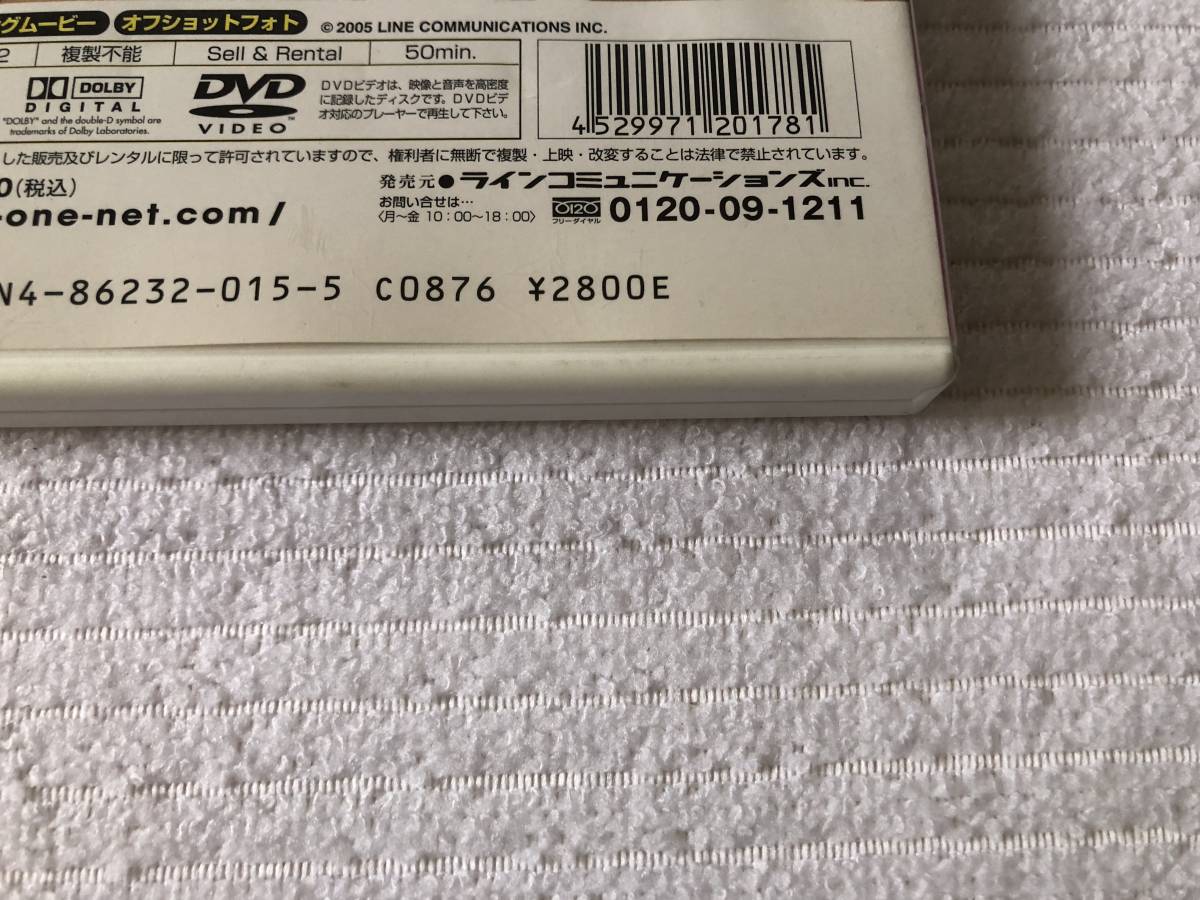 グムービー オフショットフォト © 2005 LINE COMMUNICATIONS INC.
2 複製不能 Sell & Rental 50min.
DOLBY
DIGITAL
"DOLBY" and the double-D symbol are
trademarks of Dolby Laboratories.
DVD
VIDEO™
DVDビデオは、映像と音声を高密度
に記録したディスクです。DVDビデ
オ対応のプレーヤーで再生して下さい。
4 529971 201781
した販売及びレンタルに限って許可されていますので、権利者に無断で複製・上映・改変することは法律で禁止されています。
0(税込)
発売元●ラインコミュニケーションズINC.
-one-net.com/
お問い合せは…
〈月〜金 10:00〜18:00〉
0120
フリーダイヤル
0120-09-1211
N4-86232-015-5 C0876 ¥2800E